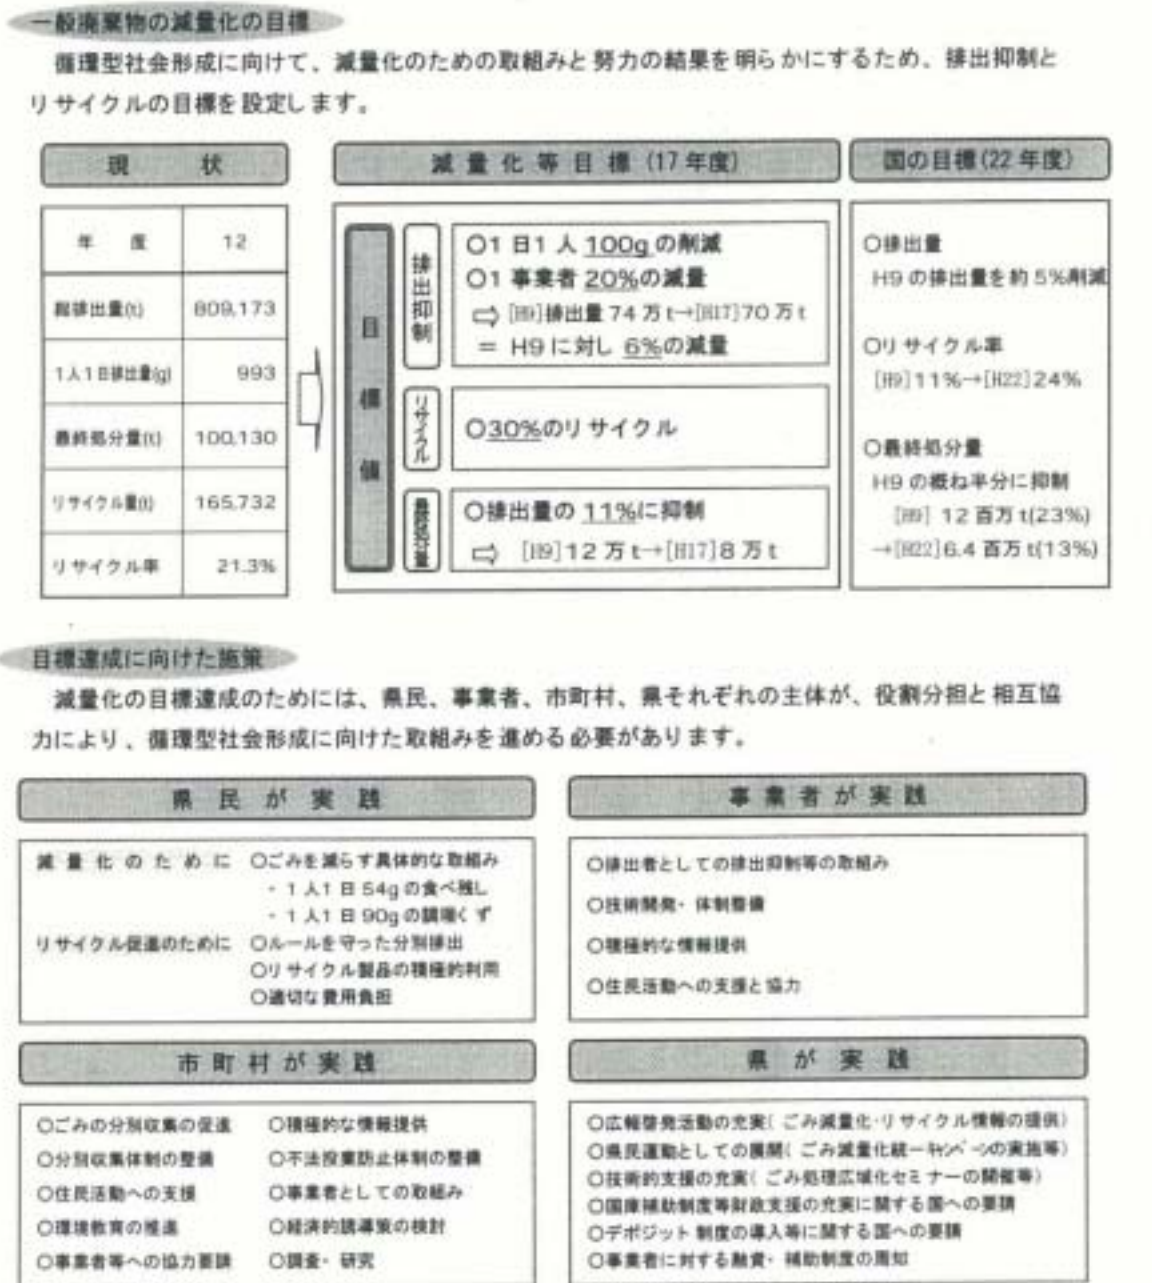 一般廃棄物の減量化の目標
循環型社会形成に向けて、減量化のための取組みと努力の結果を明らかにするため、排出抑制と
リサイクルの目標を設定します。
現 状
年 度 12
総排出量(t) 809,173
1人1日排出量(g) 993
最終処分量(t) 100,130
リサイクル量(t) 165,732
リサイクル率 21.3%
減量化等目標(17年度)
目標値
排出抑制
○1日1人100gの削減
○1事業者20%の減量
⇨ [H9]排出量74万t→[H17]70万t
= H9に対し 6%の減量
リサイクル
○30%のリサイクル
最終処分量
○排出量の11%に抑制
⇨ [H9]12万t→[H17]8万t
国の目標(22年度)
○排出量
H9の排出量を約5%削減
○リサイクル率
[H9]11%→[H22]24%
○最終処分量
H9の概ね半分に抑制
[H9] 12百万t(23%)
→[H22]6.4百万t(13%)
目標達成に向けた施策
減量化の目標達成のためには、県民、事業者、市町村、県それぞれの主体が、役割分担と相互協
力により、循環型社会形成に向けた取組みを進める必要があります。
県民が実践
減量化のために ○ごみを減らす具体的な取組み
・1人1日54gの食べ残し
・1人1日90gの調理くず
リサイクル促進のために ○ルールを守った分別排出
○リサイクル製品の積極的利用
○適切な費用負担
事業者が実践
○排出者としての排出抑制等の取組み
○技術開発・体制整備
○積極的な情報提供
○住民活動への支援と協力
市町村が実践
○ごみの分別収集の促進 ○積極的な情報提供
○分別収集体制の整備 ○不法投棄防止体制の整備
○住民活動への支援 ○事業者としての取組み
○環境教育の推進 ○経済的誘導策の検討
○事業者等への協力要請 ○調査・研究
県が実践
○広報啓発活動の充実(ごみ減量化・リサイクル情報の提供)
○県民運動としての展開(ごみ減量化統一キャンペーンの実施等)
○技術的支援の充実(ごみ処理広域化セミナーの開催等)
○国庫補助制度等財政支援の充実に関する国への要請
○デポジット制度の導入等に関する国への要請
○事業者に対する融資・補助制度の周知